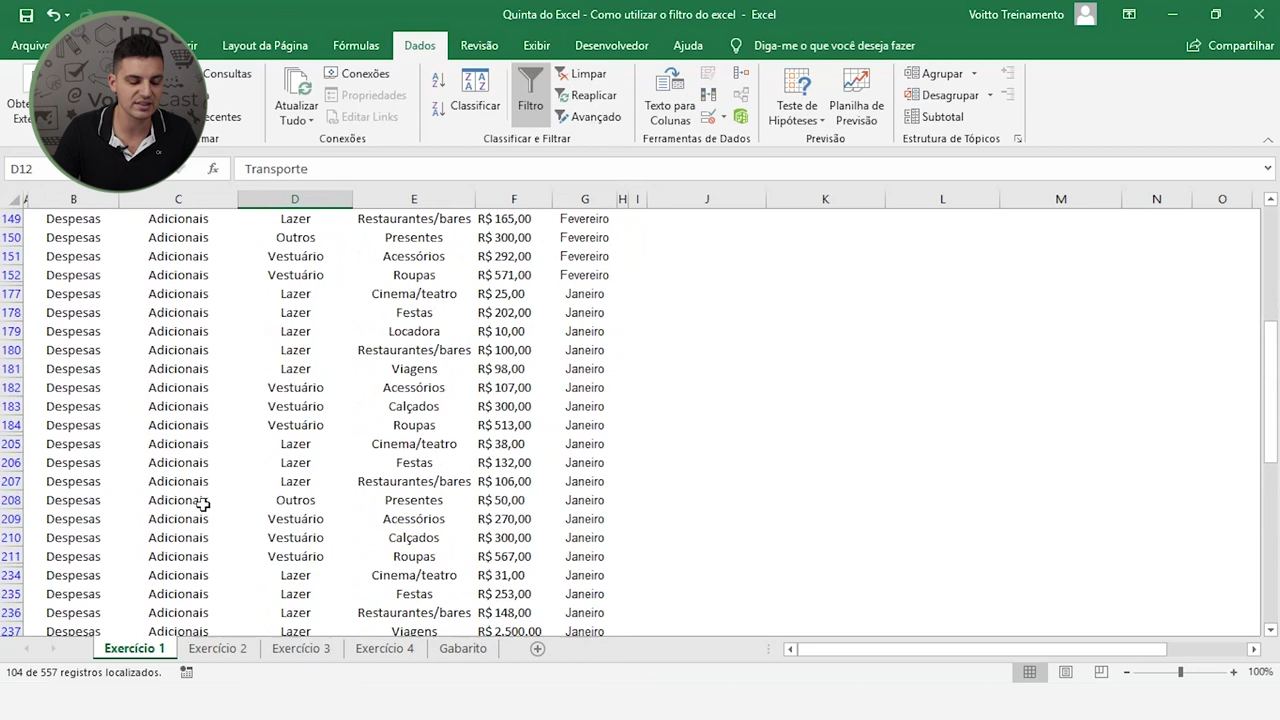 Quinta do Excel - Como utilizar o filtro do excel - Excel
Voitto Treinamento
Layout da Página Fórmulas Dados Revisão Exibir Desenvolvedor Ajuda Diga-me o que você deseja fazer Compartilhar
Consultas
Atualizar Tudo
Conexões
Propriedades
Editar Links
Conexões
Classificar
Filtro
Limpar
Reaplicar
Avançado
Classificar e Filtrar
Texto para Colunas
Ferramentas de Dados
Teste de Hipóteses
Planilha de Previsão
Previsão
Agrupar
Desagrupar
Subtotal
Estrutura de Tópicos
D12 fx Transporte
A B C D E F G H I J K L M N O
149 Despesas Adicionais Lazer Restaurantes/bares R$ 165,00 Fevereiro
150 Despesas Adicionais Outros Presentes R$ 300,00 Fevereiro
151 Despesas Adicionais Vestuário Acessórios R$ 292,00 Fevereiro
152 Despesas Adicionais Vestuário Roupas R$ 571,00 Fevereiro
177 Despesas Adicionais Lazer Cinema/teatro R$ 25,00 Janeiro
178 Despesas Adicionais Lazer Festas R$ 202,00 Janeiro
179 Despesas Adicionais Lazer Locadora R$ 10,00 Janeiro
180 Despesas Adicionais Lazer Restaurantes/bares R$ 100,00 Janeiro
181 Despesas Adicionais Lazer Viagens R$ 98,00 Janeiro
182 Despesas Adicionais Vestuário Acessórios R$ 107,00 Janeiro
183 Despesas Adicionais Vestuário Calçados R$ 300,00 Janeiro
184 Despesas Adicionais Vestuário Roupas R$ 513,00 Janeiro
205 Despesas Adicionais Lazer Cinema/teatro R$ 38,00 Janeiro
206 Despesas Adicionais Lazer Festas R$ 132,00 Janeiro
207 Despesas Adicionais Lazer Restaurantes/bares R$ 106,00 Janeiro
208 Despesas Adicionais Outros Presentes R$ 50,00 Janeiro
209 Despesas Adicionais Vestuário Acessórios R$ 270,00 Janeiro
210 Despesas Adicionais Vestuário Calçados R$ 300,00 Janeiro
211 Despesas Adicionais Vestuário Roupas R$ 567,00 Janeiro
234 Despesas Adicionais Lazer Cinema/teatro R$ 31,00 Janeiro
235 Despesas Adicionais Lazer Festas R$ 253,00 Janeiro
236 Despesas Adicionais Lazer Restaurantes/bares R$ 148,00 Janeiro
237 Despesas Adicionais Lazer Viagens R$ 2.500,00 Janeiro
Exercício 1 Exercício 2 Exercício 3 Exercício 4 Gabarito
104 de 557 registros localizados.
100%